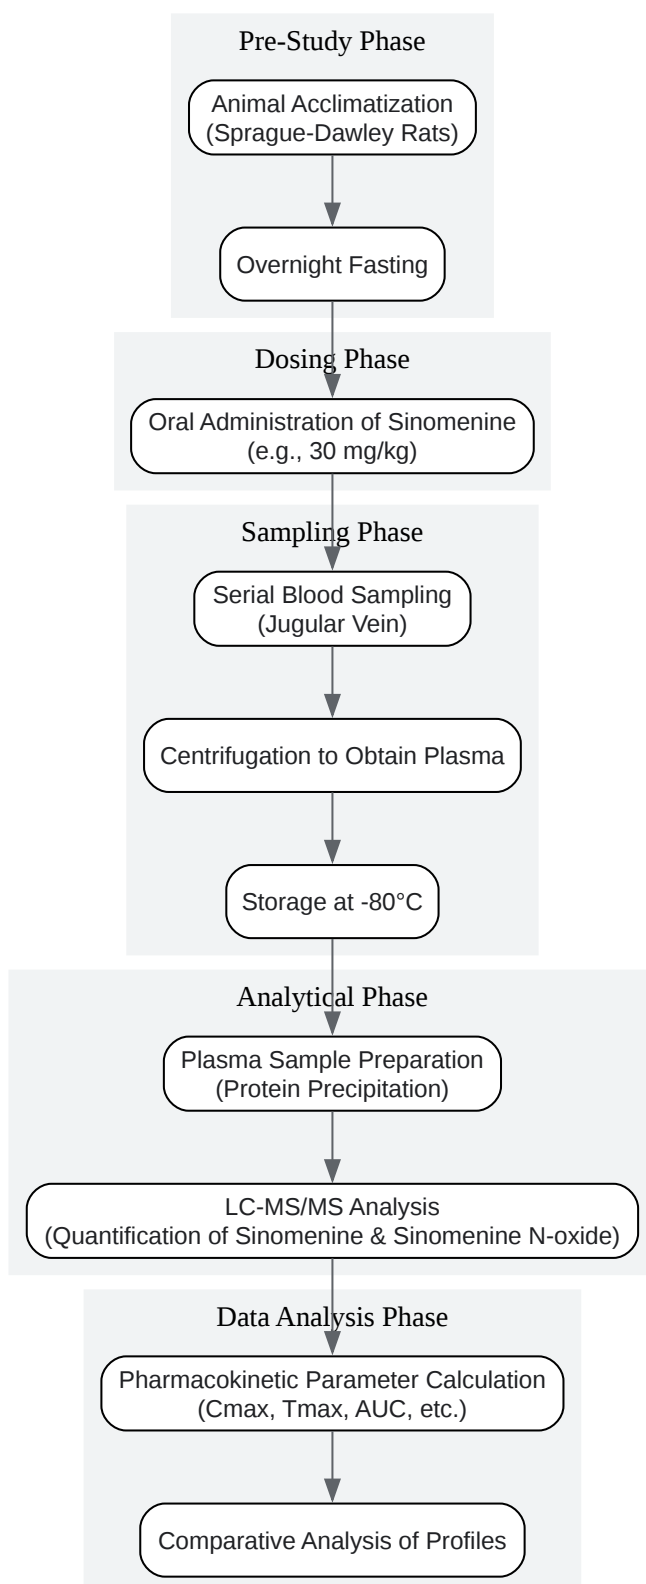 Pre-Study Phase
Animal Acclimatization
(Sprague-Dawley Rats)
Overnight Fasting
Dosing Phase
Oral Administration of Sinomenine
(e.g., 30 mg/kg)
Sampling Phase
Serial Blood Sampling
(Jugular Vein)
Centrifugation to Obtain Plasma
Storage at -80°C
Analytical Phase
Plasma Sample Preparation
(Protein Precipitation)
LC-MS/MS Analysis
(Quantification of Sinomenine & Sinomenine N-oxide)
Data Analysis Phase
Pharmacokinetic Parameter Calculation
(Cmax, Tmax, AUC, etc.)
Comparative Analysis of Profiles